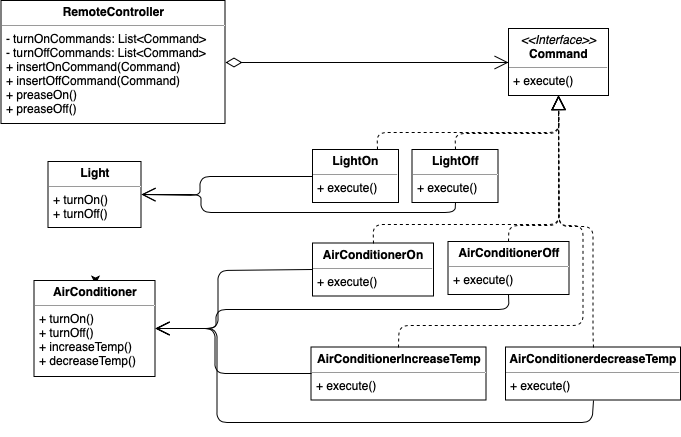 RemoteController
- turnOnCommands: List<Command>
- turnOffCommands: List<Command>
+ insertOnCommand(Command)
+ insertOffCommand(Command)
+ preaseOn()
+ preaseOff()
<<Interface>>
Command
+ execute()
LightOn
+ execute()
LightOff
+ execute()
Light
+ turnOn()
+ turnOff()
AirConditionerOn
+ execute()
AirConditionerOff
+ execute()
AirConditioner
+ turnOn()
+ turnOff()
+ increaseTemp()
+ decreaseTemp()
AirConditionerIncreaseTemp
+ execute()
AirConditionerdecreaseTemp
+ execute()